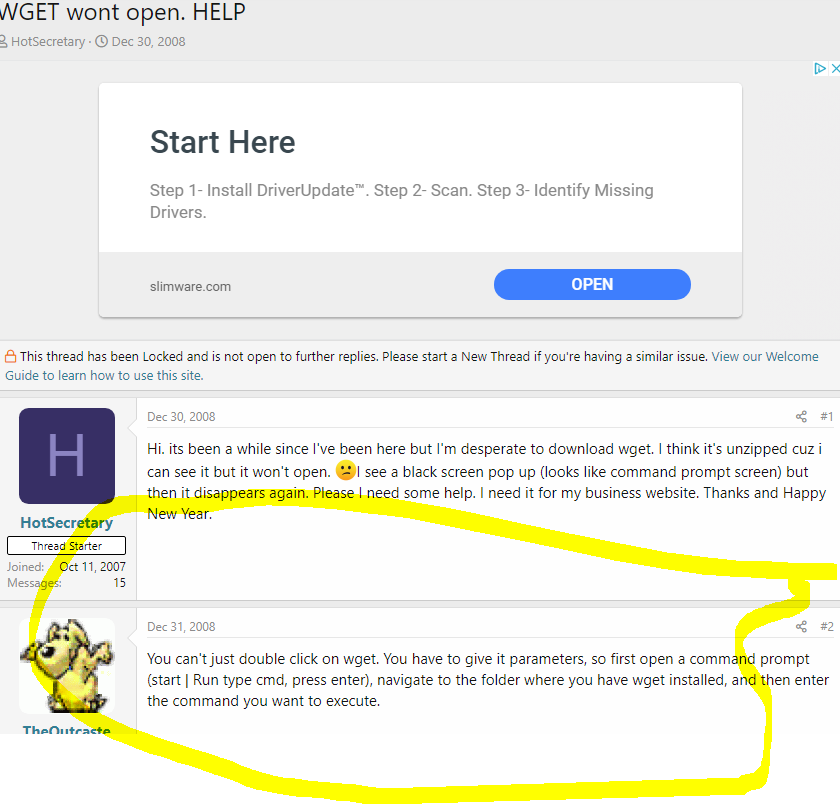 WGET wont open. HELP
HotSecretary · Dec 30, 2008
Start Here
Step 1- Install DriverUpdate™. Step 2- Scan. Step 3- Identify Missing
Drivers.
slimware.com
OPEN
This thread has been Locked and is not open to further replies. Please start a New Thread if you're having a similar issue. View our Welcome
Guide to learn how to use this site.
H
HotSecretary
Thread Starter
Joined: Oct 11, 2007
Messages: 15
Dec 30, 2008 #1
Hi. its been a while since I've been here but I'm desperate to download wget. I think it's unzipped cuz i
can see it but it won't open. 😕I see a black screen pop up (looks like command prompt screen) but
then it disappears again. Please I need some help. I need it for my business website. Thanks and Happy
New Year.
TheOutcaste
Dec 31, 2008 #2
You can't just double click on wget. You have to give it parameters, so first open a command prompt
(start | Run type cmd, press enter), navigate to the folder where you have wget installed, and then enter
the command you want to execute.